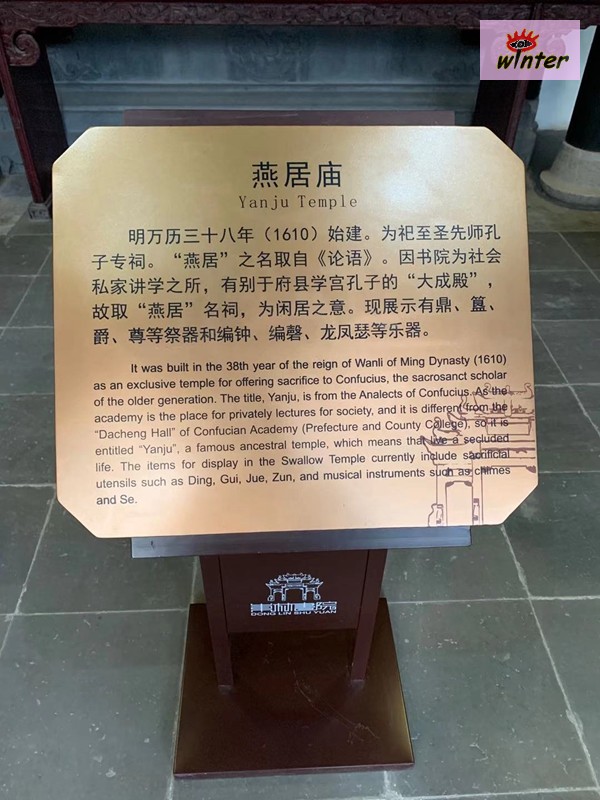 winter
燕居庙
Yanju Temple
明万历三十八年（1610）始建。为祀至圣先师孔
子专祠。“燕居”之名取自《论语》。因书院为社会
私家讲学之所，有别于府县学宫孔子的“大成殿”，
故取“燕居”名祠，为闲居之意。现展示有鼎、簋、
爵、尊等祭器和编钟、编磬、龙凤瑟等乐器。
It was built in the 38th year of the reign of Wanli of Ming Dynasty (1610)
as an exclusive temple for offering sacrifice to Confucius, the sacrosanct scholar
of the older generation. The title, Yanju, is from the Analects of Confucius. As the
academy is the place for privately lectures for society, and it is different from the
“Dacheng Hall” of Confucian Academy (Prefecture and County College), so it is
entitled “Yanju”, a famous ancestral temple, which means that live a secluded
life. The items for display in the Swallow Temple currently include sacrificial
utensils such as Ding, Gui, Jue, Zun, and musical instruments such as chimes
and Se.
東林書院
DONG LIN SHU YUAN